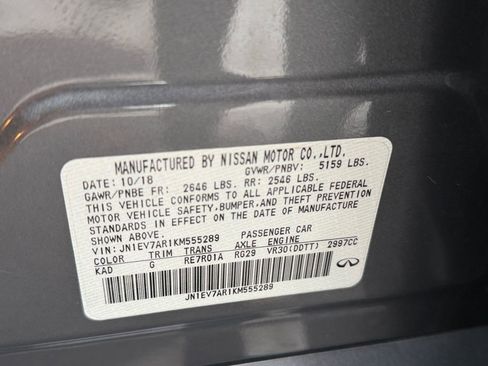 MANUFACTURED BY NISSAN MOTOR CO.,LTD.
DATE: 10/18 GVWR/PNBV: 5159 LBS.
GAWR/PNBE FR: 2646 LBS. RR: 2546 LBS.
THIS VEHICLE CONFORMS TO ALL APPLICABLE FEDERAL
MOTOR VEHICLE SAFETY,BUMPER,AND THEFT PREVENTION
STANDARDS IN EFFECT ON THE DATE OF MANUFACTURE
SHOWN ABOVE.
VIN: JN1EV7AR1KM555289 PASSENGER CAR
COLOR TRIM TRANS AXLE ENGINE
KAD G RE7R01A RG29 VR30(DDTT) 2997CC
JN1EV7AR1KM555289
INFINITI